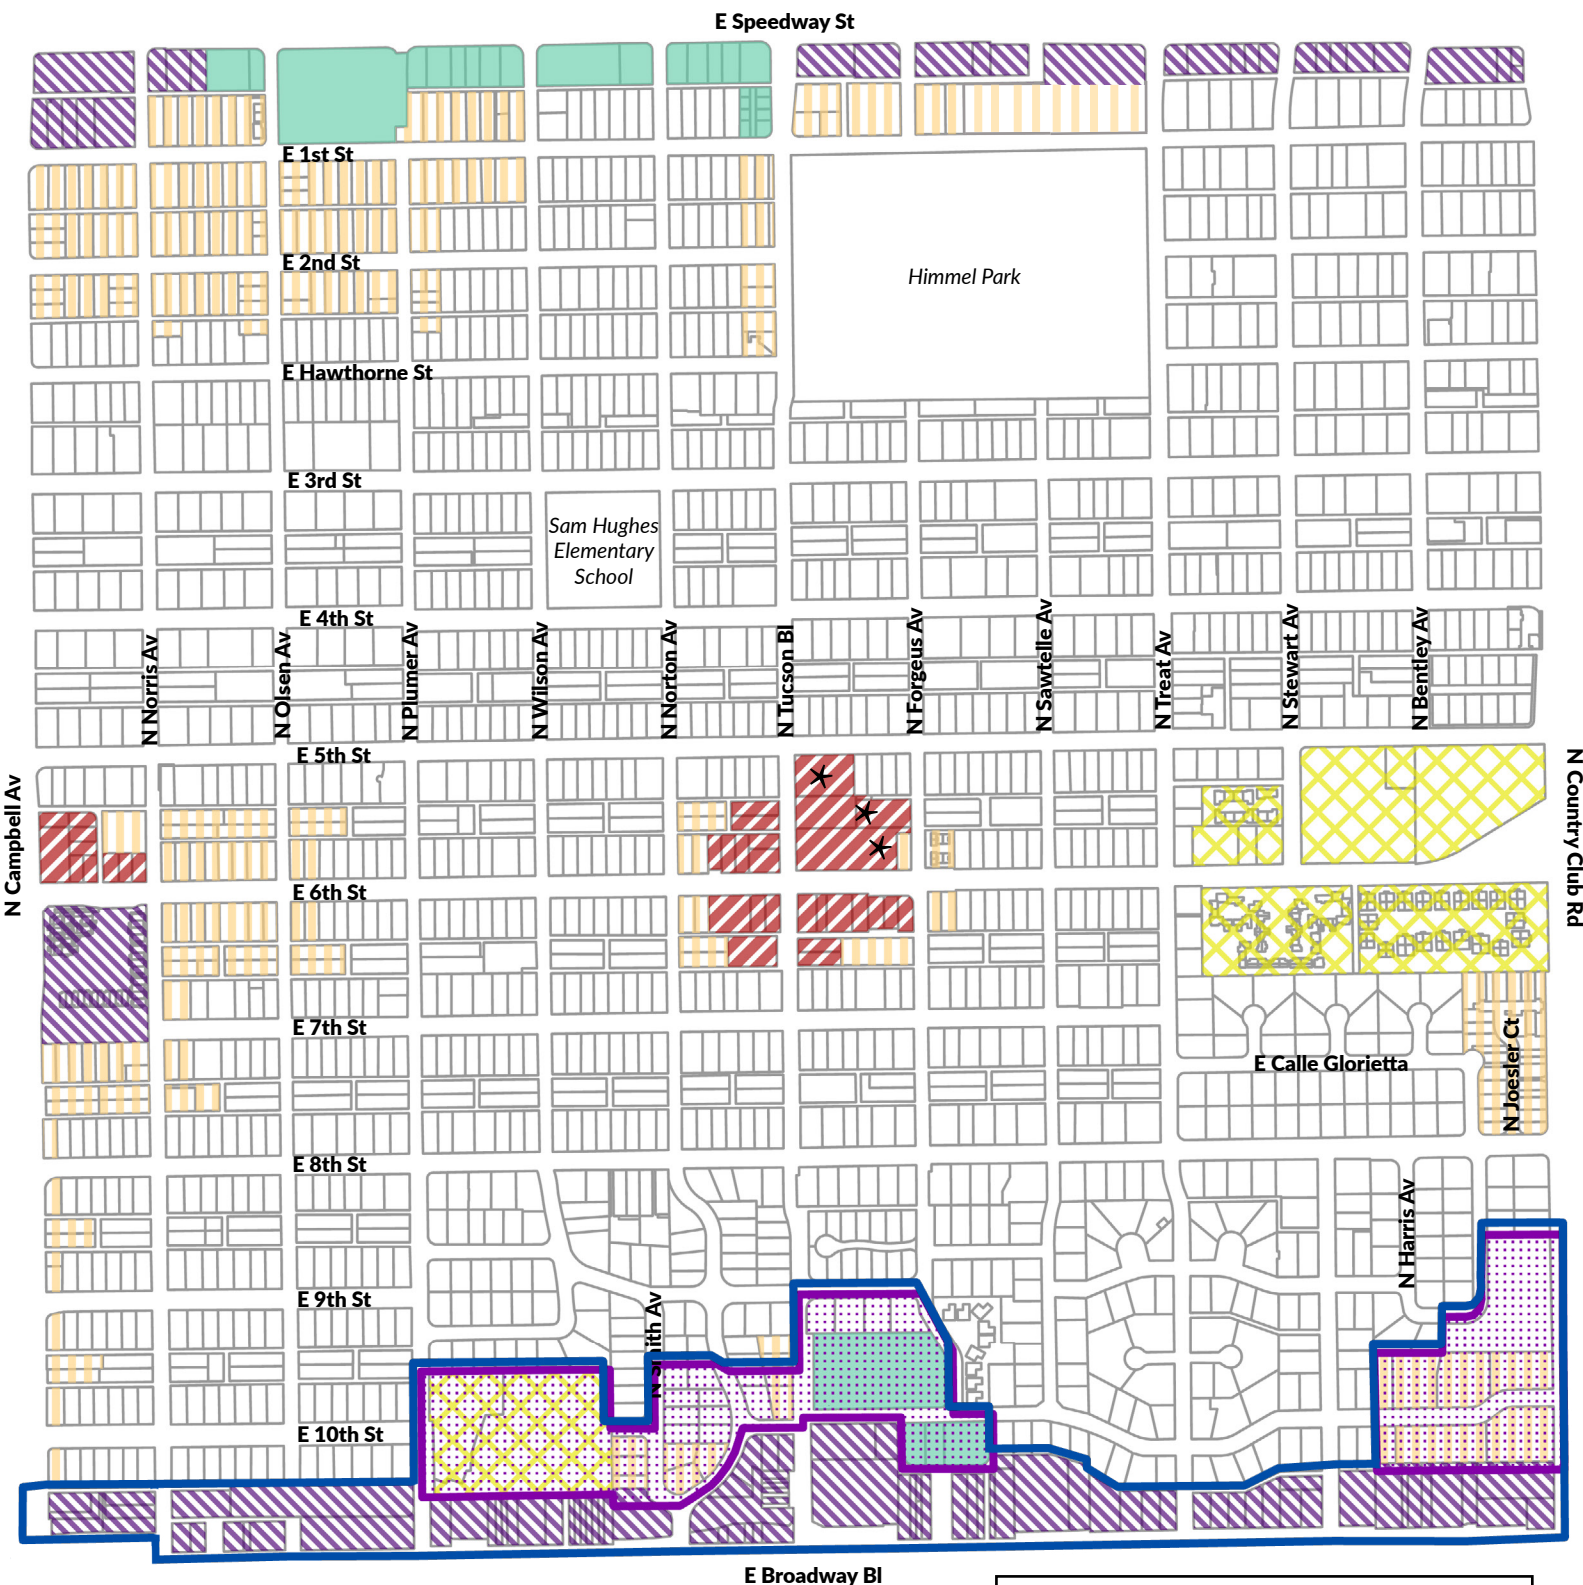 E Speedway St
E 1st St
E 2nd St
Himmel Park
E Hawthorne St
E 3rd St
Sam Hughes
Elementary
School
E 4th St
N Norris Av
N Olsen Av
N Plumer Av
N Wilson Av
N Norton Av
N Tucson Bl
N Forgeus Av
N Sawtelle Av
N Treat Av
N Stewart Av
N Bentley Av
E 5th St
N Campbell Av
N Country Club Rd
E 6th St
E 7th St
E Calle Glorietta
N Joesler Ct
E 8th St
N Harris Av
E 9th St
N Smith Av
E 10th St
E Broadway Bl